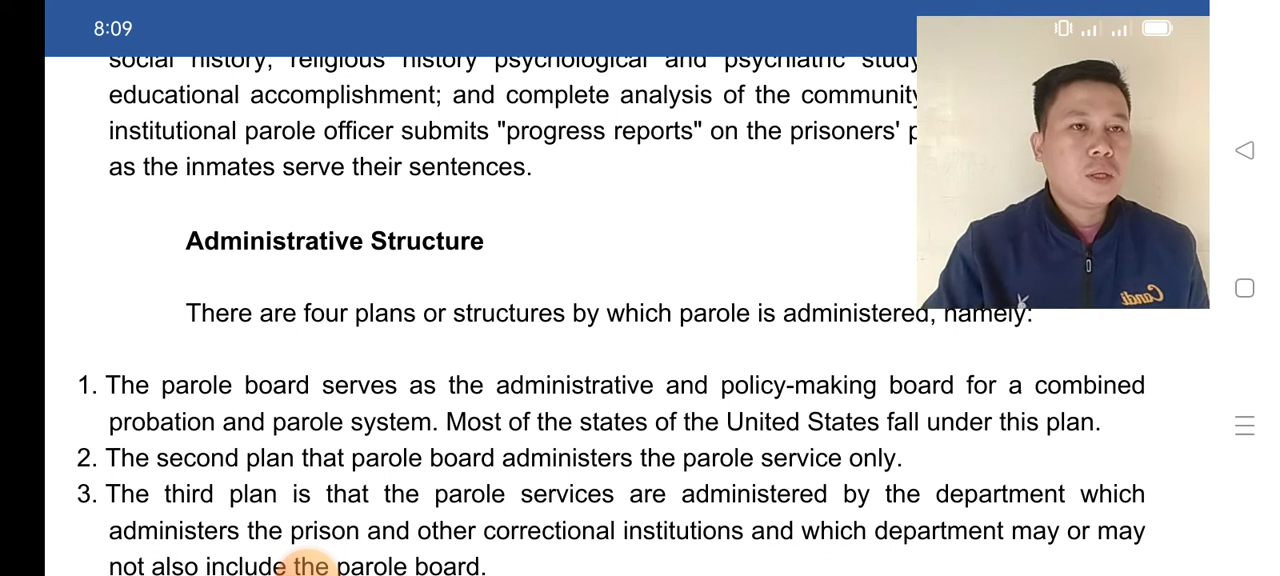 8:09
social history; religious history psychological and psychiatric study
educational accomplishment; and complete analysis of the community
institutional parole officer submits "progress reports" on the prisoners'
as the inmates serve their sentences.
Administrative Structure
There are four plans or structures by which parole is administered, namely:
1. The parole board serves as the administrative and policy-making board for a combined
probation and parole system. Most of the states of the United States fall under this plan.
2. The second plan that parole board administers the parole service only.
3. The third plan is that the parole services are administered by the department which
administers the prison and other correctional institutions and which department may or may
not also include the parole board.